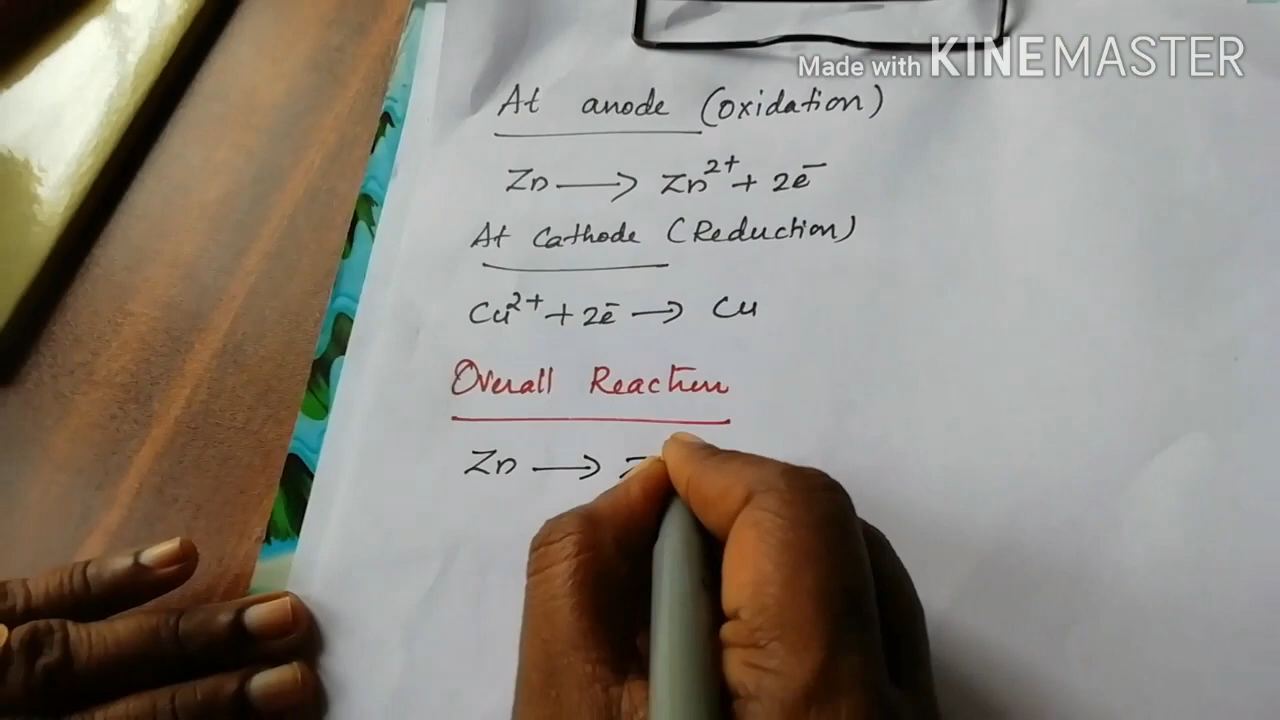 Made with KINEMASTER
At anode (Oxidation)
Zn ⟶ Zn²⁺ + 2e⁻
At Cathode (Reduction)
Cu²⁺ + 2e⁻ ⟶ Cu
Overall Reaction
Zn ⟶ Z